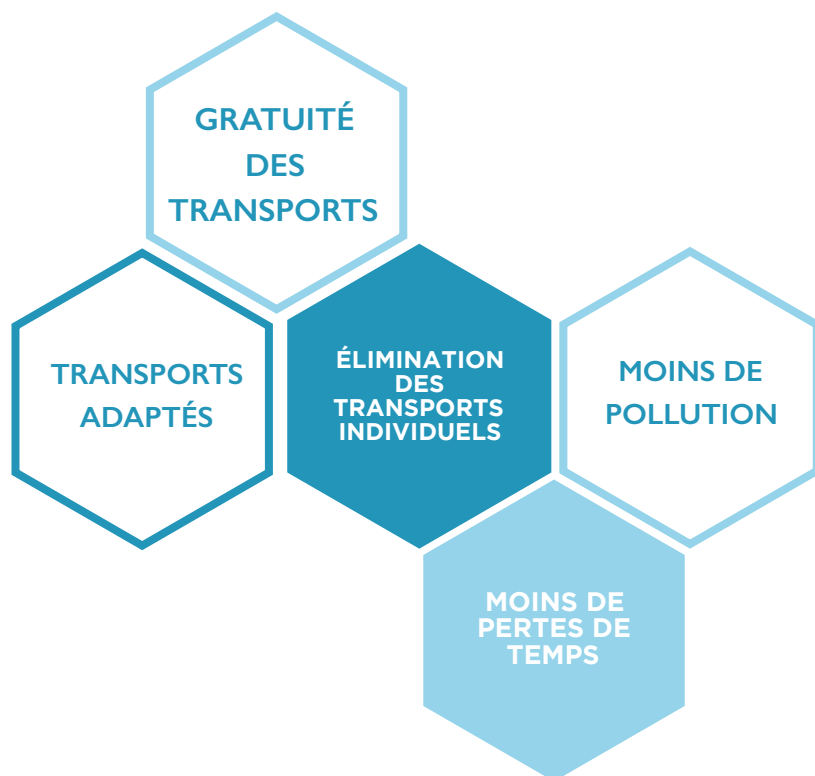 GRATUITÉ
DES
TRANSPORTS
TRANSPORTS
ADAPTÉS
ÉLIMINATION
DES
TRANSPORTS
INDIVIDUELS
MOINS DE
POLLUTION
MOINS DE
PERTES DE
TEMPS